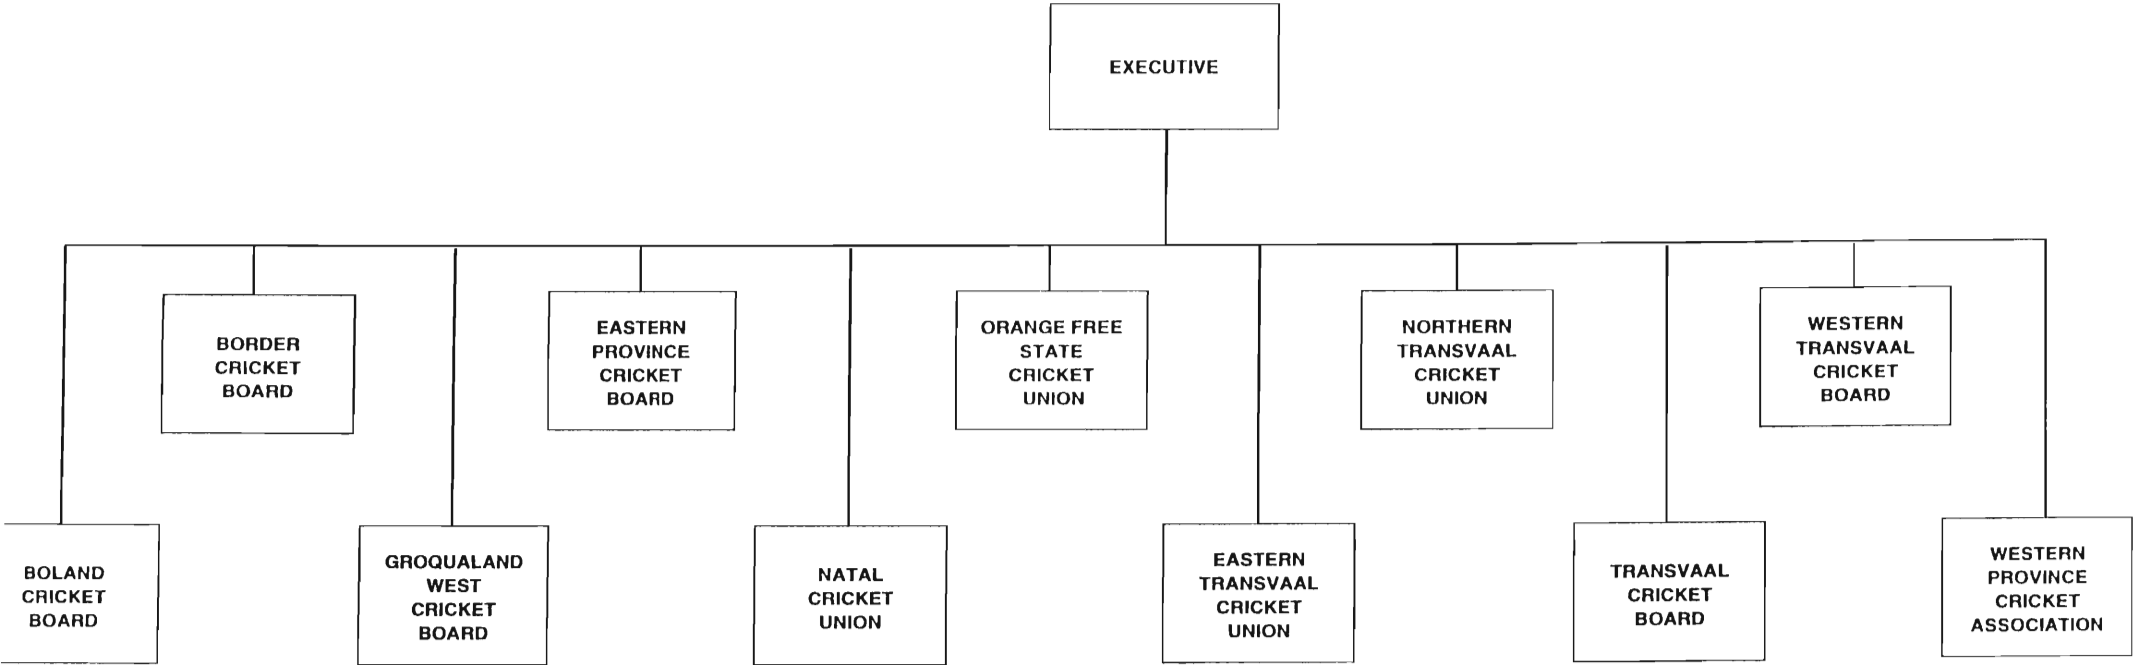 EXECUTIVE
BORDER
CRICKET
BOARD
EASTERN
PROVINCE
CRICKET
BOARD
ORANGE FREE
STATE
CRICKET
UNION
NORTHERN
TRANSVAAL
CRICKET
UNION
WESTERN
TRANSVAAL
CRICKET
BOARD
BOLAND
CRICKET
BOARD
GROQUALAND
WEST
CRICKET
BOARD
NATAL
CRICKET
UNION
EASTERN
TRANSVAAL
CRICKET
UNION
TRANSVAAL
CRICKET
BOARD
WESTERN
PROVINCE
CRICKET
ASSOCIATION